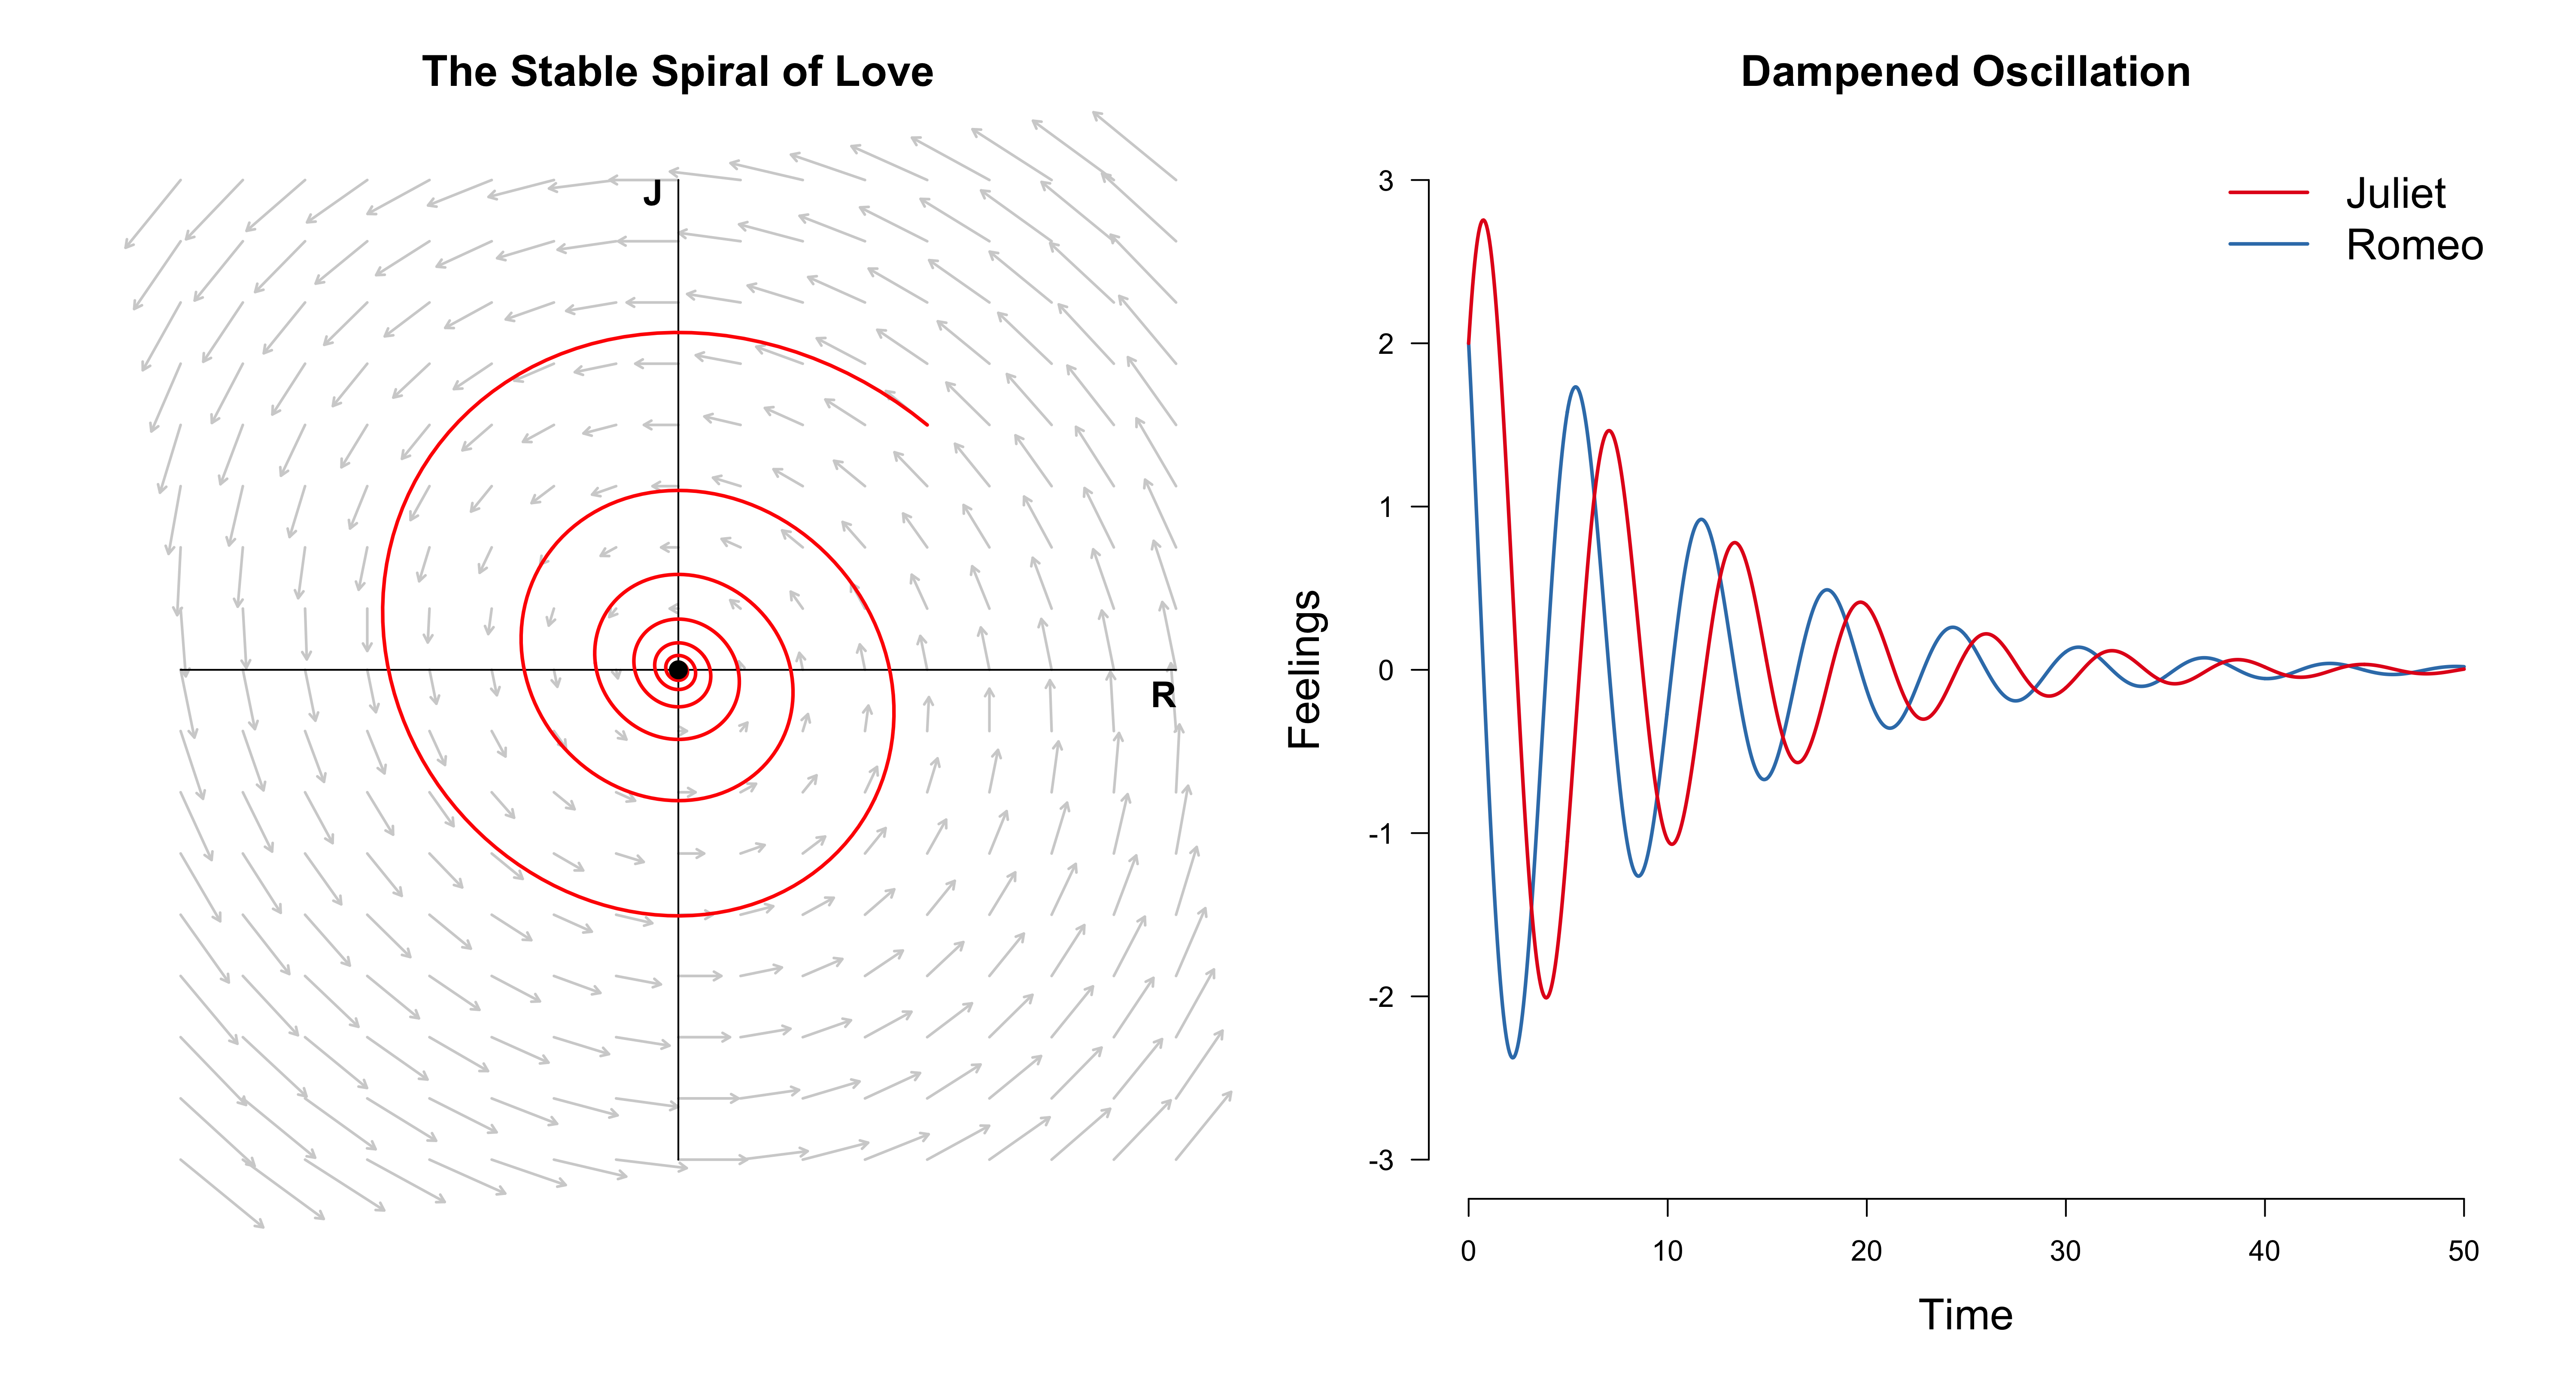 The Stable Spiral of Love
J
R
Dampened Oscillation
Juliet
Romeo
Feelings
3
2
1
0
-1
-2
-3
0 10 20 30 40 50
Time